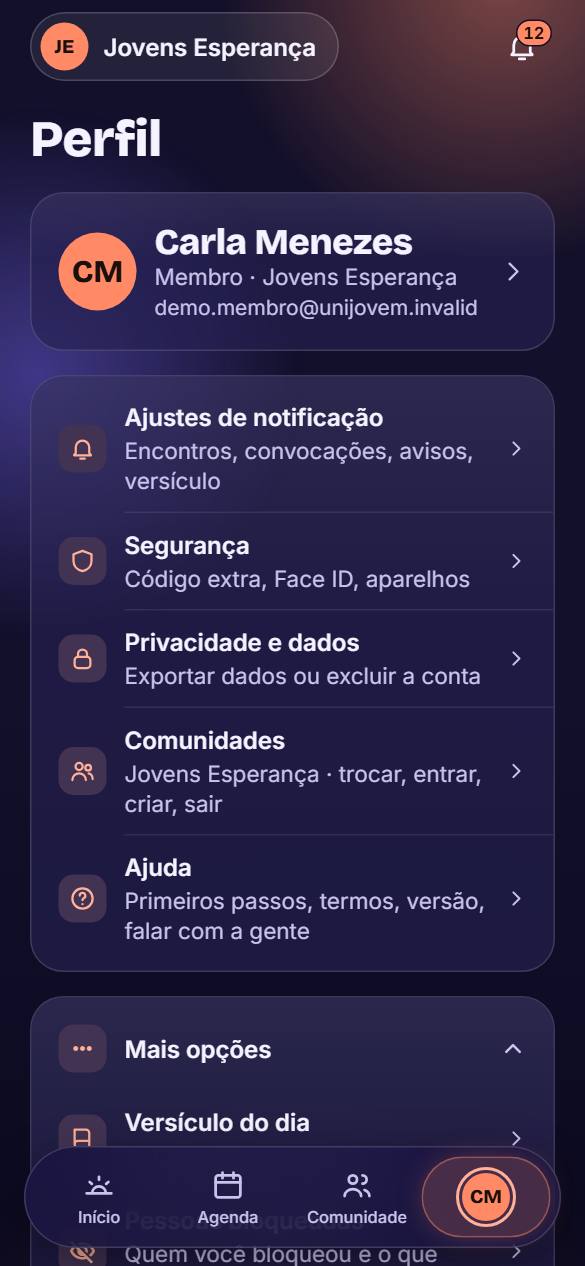 JE Jovens Esperança
12
Perfil
CM
Carla Menezes
Membro · Jovens Esperança
demo.membro@unijovem.invalid
Ajustes de notificação
Encontros, convocações, avisos,
versículo
Segurança
Código extra, Face ID, aparelhos
Privacidade e dados
Exportar dados ou excluir a conta
Comunidades
Jovens Esperança · trocar, entrar,
criar, sair
Ajuda
Primeiros passos, termos, versão,
falar com a gente
Mais opções
Versículo do dia
Pessoas bloqueadas
Início Agenda Comunidade CM
Quem você bloqueou e o que